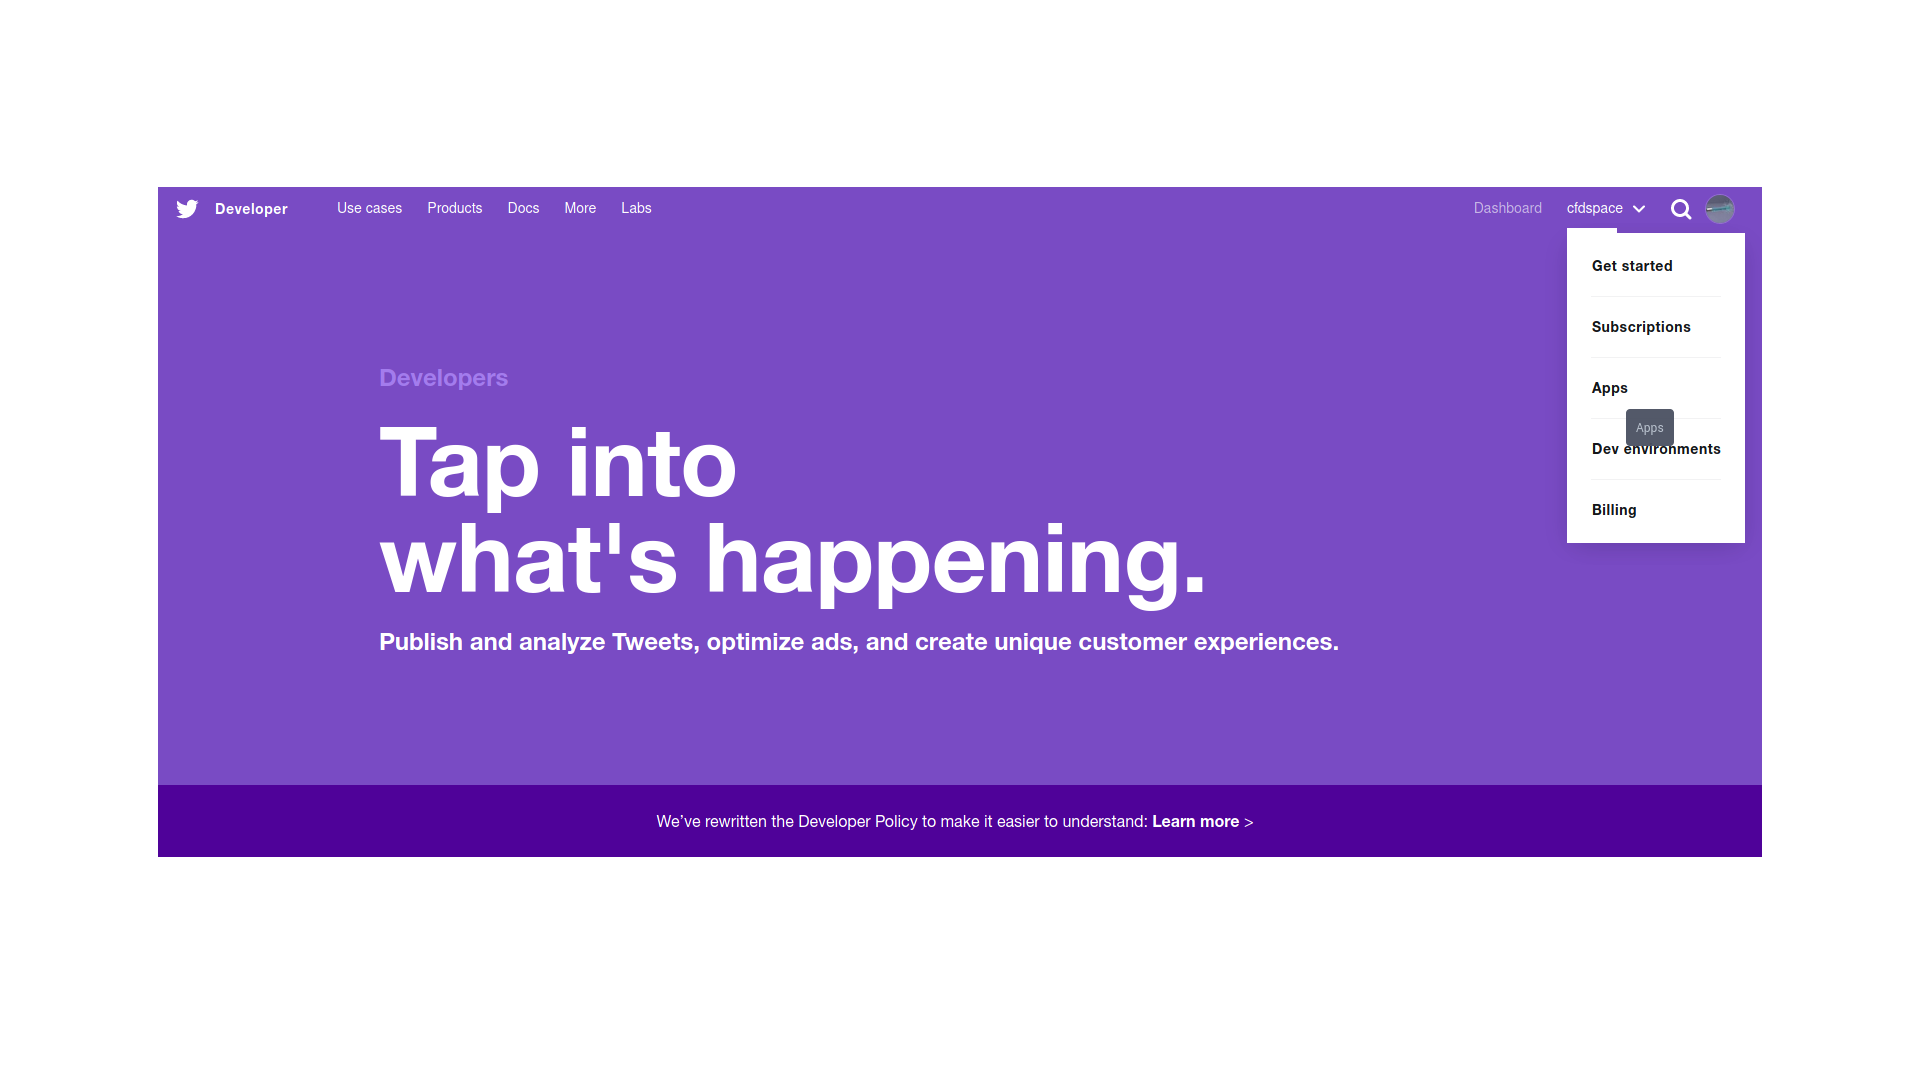 Developer
Use cases
Products
Docs
More
Labs
Dashboard
cfdspace
Get started
Subscriptions
Apps
Apps
Dev environments
Billing
Developers
Tap into
what's happening.
Publish and analyze Tweets, optimize ads, and create unique customer experiences.
We’ve rewritten the Developer Policy to make it easier to understand: Learn more >